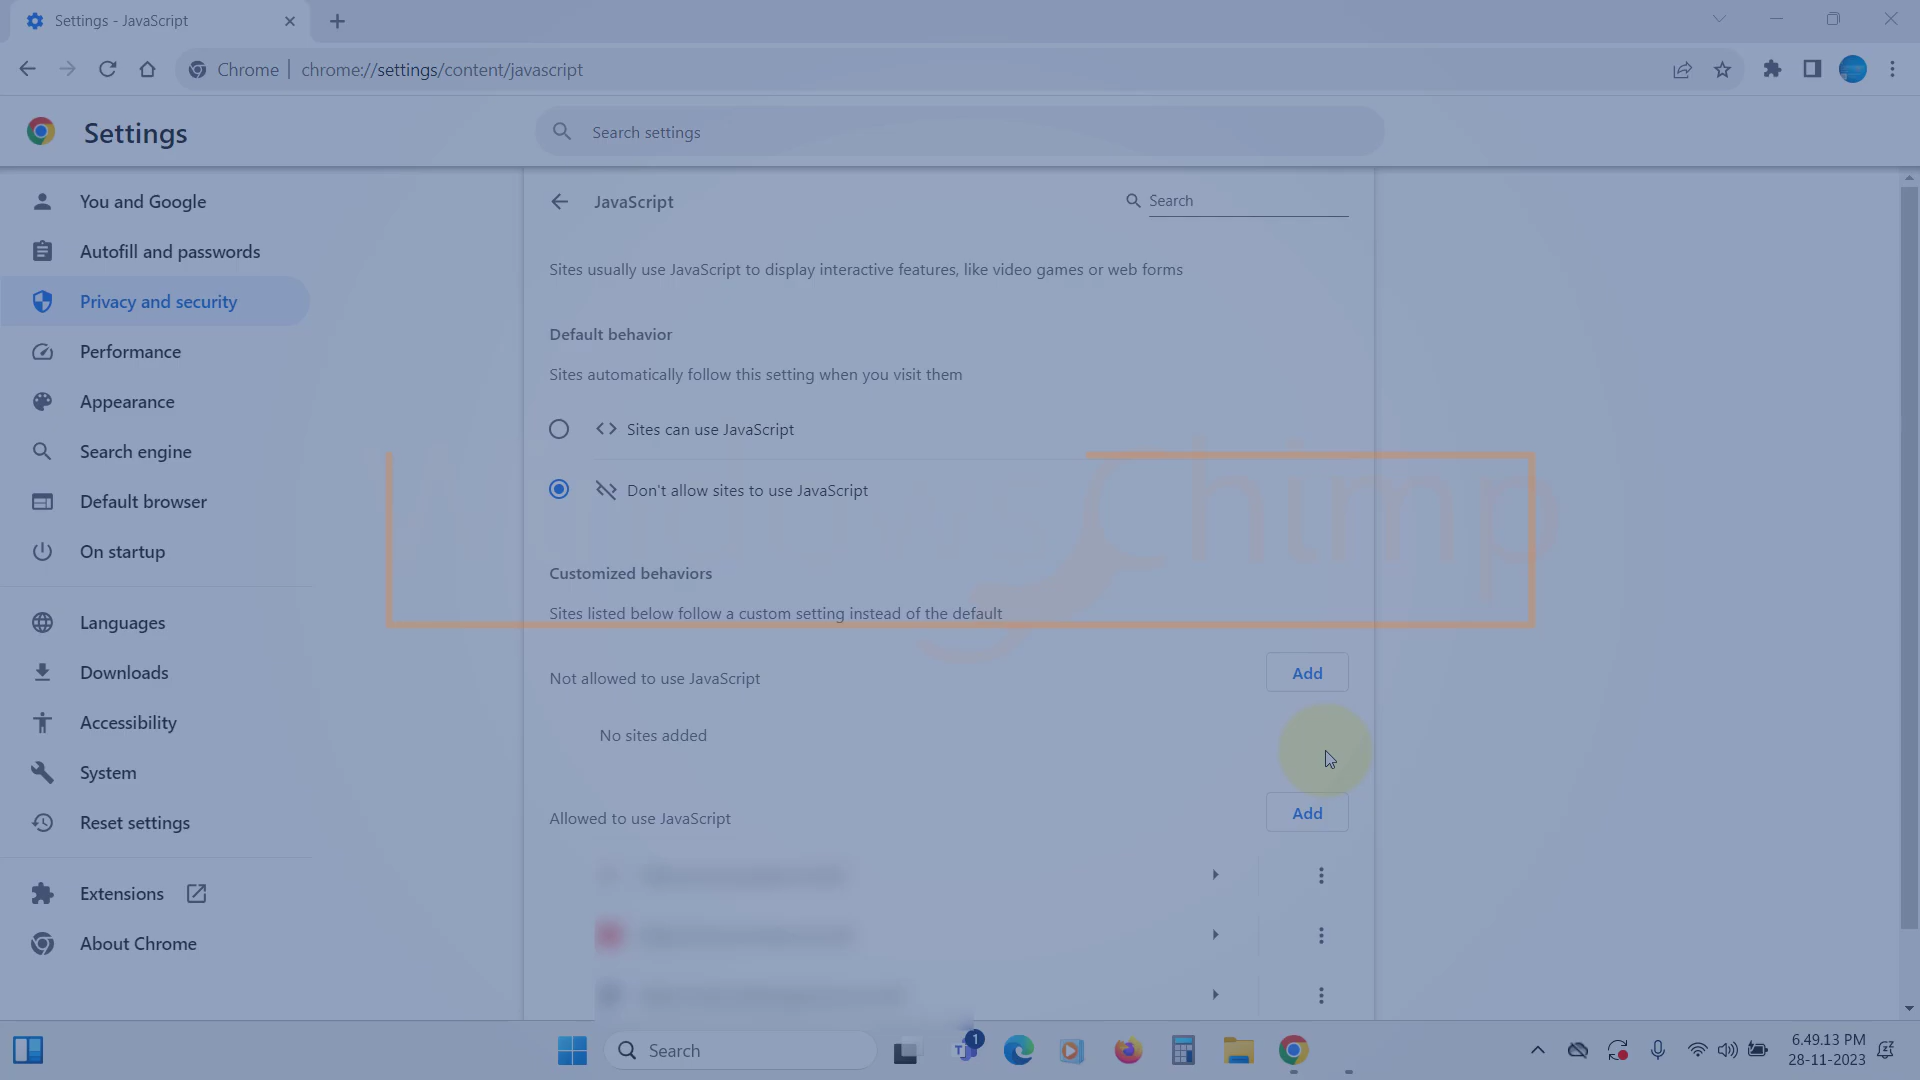 Settings - JavaScript
Chrome | chrome://settings/content/javascript
Settings
Search settings
You and Google
Autofill and passwords
Privacy and security
Performance
Appearance
Search engine
Default browser
On startup
Languages
Downloads
Accessibility
System
Reset settings
Extensions
About Chrome
JavaScript
Search
Sites usually use JavaScript to display interactive features, like video games or web forms
Default behavior
Sites automatically follow this setting when you visit them
Sites can use JavaScript
Don't allow sites to use JavaScript
himp
Customized behaviors
Sites listed below follow a custom setting instead of the default
Not allowed to use JavaScript
Add
No sites added
Allowed to use JavaScript
Add
Search
1
T
6.49.13 PM
28-11-2023